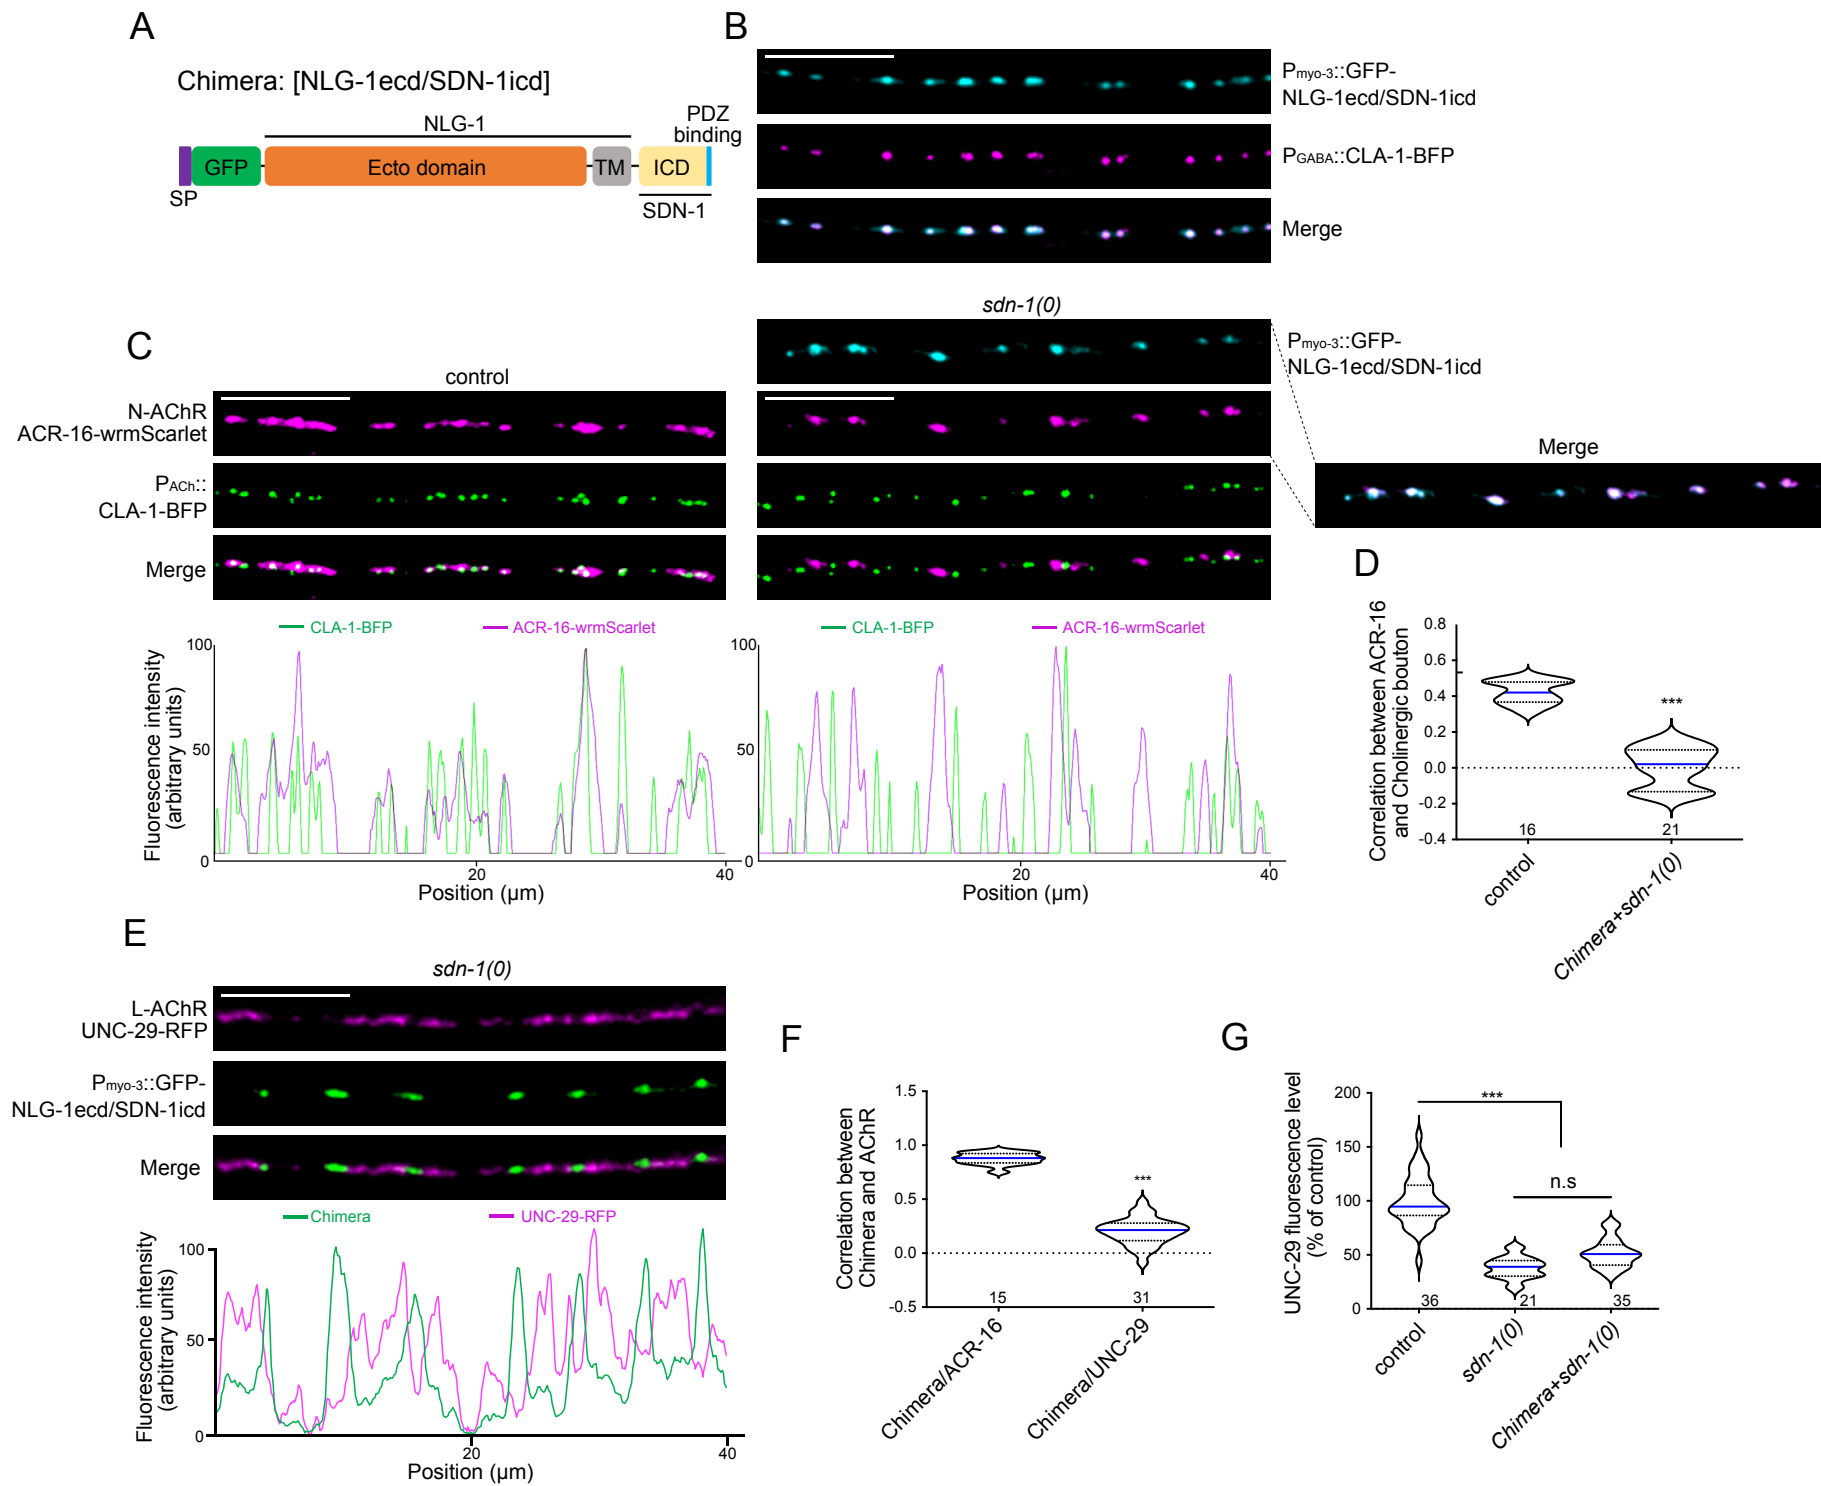 A
Chimera: [NLG-1ecd/SDN-1icd]
NLG-1
PDZ
binding
GFP
Ecto domain
TM
ICD
SP
SDN-1
B
Pmyo-3::GFP-
NLG-1ecd/SDN-1icd
PGABA::CLA-1-BFP
Merge
C
control
N-AChR
ACR-16-wrmScarlet
PACh::
CLA-1-BFP
Merge
sdn-1(0)
Pmyo-3::GFP-
NLG-1ecd/SDN-1icd
Merge
CLA-1-BFP
ACR-16-wrmScarlet
Fluorescence intensity
(arbitrary units)
100
50
0
20
40
Position (µm)
CLA-1-BFP
ACR-16-wrmScarlet
100
50
0
20
40
Position (µm)
D
Correlation between ACR-16
and Cholinergic bouton
0.8
0.6
0.4
0.2
0.0
-0.2
-0.4
***
16
21
control
Chimera+sdn-1(0)
E
sdn-1(0)
L-AChR
UNC-29-RFP
Pmyo-3::GFP-
NLG-1ecd/SDN-1icd
Merge
Chimera
UNC-29-RFP
Fluorescence intensity
(arbitrary units)
100
50
0
20
40
Position (µm)
F
Correlation between
Chimera and AChR
1.5
1.0
0.5
0.0
-0.5
***
15
31
Chimera/ACR-16
Chimera/UNC-29
G
UNC-29 fluorescence level
(% of control)
200
150
100
50
0
***
n.s
36
21
35
control
sdn-1(0)
Chimera+sdn-1(0)